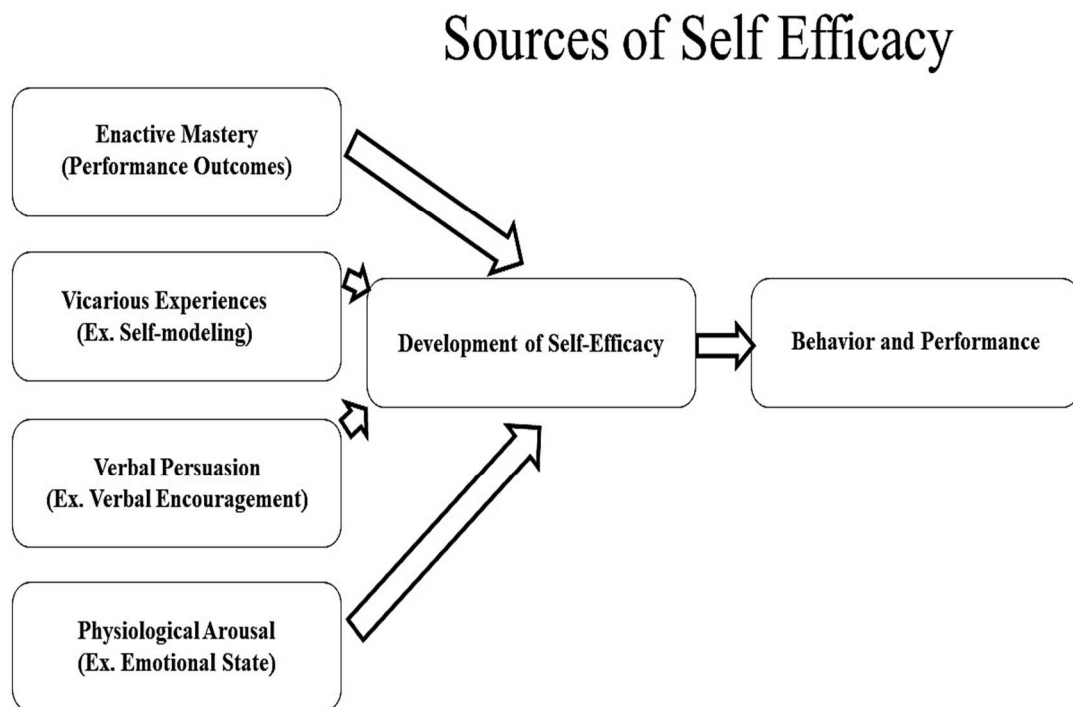 Sources of Self Efficacy
Enactive Mastery
(Performance Outcomes)
Vicarious Experiences
(Ex. Self-modeling)
Verbal Persuasion
(Ex. Verbal Encouragement)
Physiological Arousal
(Ex. Emotional State)
Development of Self-Efficacy
Behavior and Performance